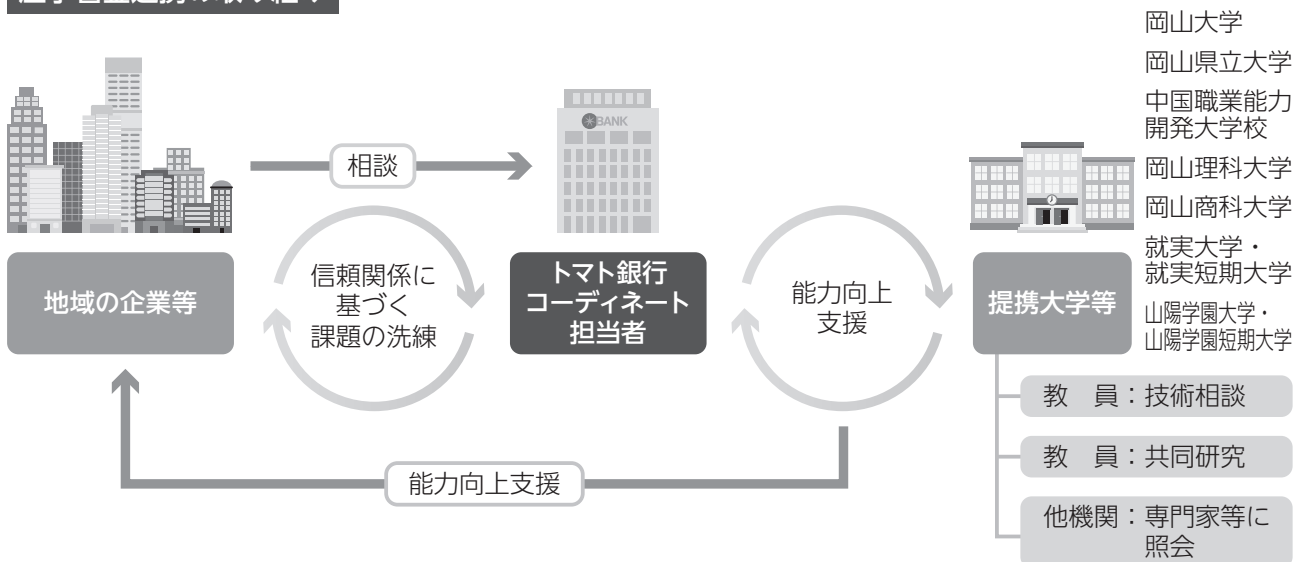 岡山大学
岡山県立大学
中国職業能力
開発大学校
岡山理科大学
岡山商科大学
就実大学・
就実短期大学
山陽学園大学・
山陽学園短期大学
BANK
相談
地域の企業等
信頼関係に
基づく
課題の洗練
トマト銀行
コーディネート
担当者
能力向上
支援
提携大学等
教　員：技術相談
教　員：共同研究
他機関：専門家等に
照会
能力向上支援